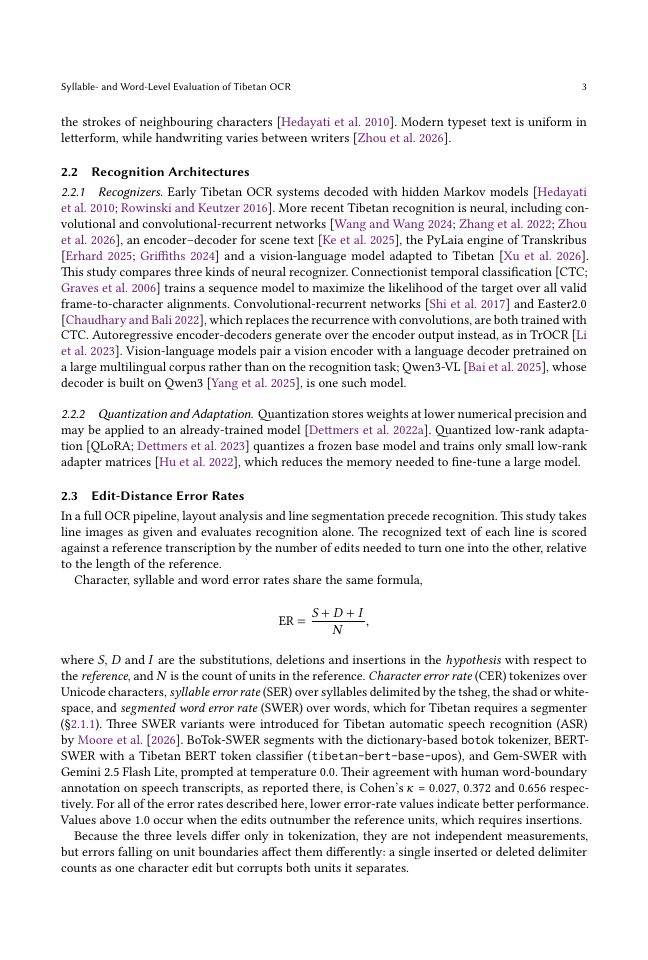 Syllable- and Word-Level Evaluation of Tibetan OCR 3
the strokes of neighbouring characters [Hedayati et al. 2010]. Modern typeset text is uniform in
letterform, while handwriting varies between writers [Zhou et al. 2026].
2.2 Recognition Architectures
2.2.1 Recognizers. Early Tibetan OCR systems decoded with hidden Markov models [Hedayati
et al. 2010; Rowinski and Keutzer 2016]. More recent Tibetan recognition is neural, including con-
volutional and convolutional-recurrent networks [Wang and Wang 2024; Zhang et al. 2022; Zhou
et al. 2026], an encoder–decoder for scene text [Ke et al. 2025], the PyLaia engine of Transkribus
[Erhard 2025; Griffiths 2024] and a vision-language model adapted to Tibetan [Xu et al. 2026].
This study compares three kinds of neural recognizer. Connectionist temporal classification [CTC;
Graves et al. 2006] trains a sequence model to maximize the likelihood of the target over all valid
frame-to-character alignments. Convolutional-recurrent networks [Shi et al. 2017] and Easter2.0
[Chaudhary and Bali 2022], which replaces the recurrence with convolutions, are both trained with
CTC. Autoregressive encoder-decoders generate over the encoder output instead, as in TrOCR [Li
et al. 2023]. Vision-language models pair a vision encoder with a language decoder pretrained on
a large multilingual corpus rather than on the recognition task; Qwen3-VL [Bai et al. 2025], whose
decoder is built on Qwen3 [Yang et al. 2025], is one such model.
2.2.2 Quantization and Adaptation. Quantization stores weights at lower numerical precision and
may be applied to an already-trained model [Dettmers et al. 2022a]. Quantized low-rank adapta-
tion [QLoRA; Dettmers et al. 2023] quantizes a frozen base model and trains only small low-rank
adapter matrices [Hu et al. 2022], which reduces the memory needed to fine-tune a large model.
2.3 Edit-Distance Error Rates
In a full OCR pipeline, layout analysis and line segmentation precede recognition. This study takes
line images as given and evaluates recognition alone. The recognized text of each line is scored
against a reference transcription by the number of edits needed to turn one into the other, relative
to the length of the reference.
Character, syllable and word error rates share the same formula,
ER = (S + D + I) / N,
where S, D and I are the substitutions, deletions and insertions in the hypothesis with respect to
the reference, and N is the count of units in the reference. Character error rate (CER) tokenizes over
Unicode characters, syllable error rate (SER) over syllables delimited by the tsheg, the shad or white-
space, and segmented word error rate (SWER) over words, which for Tibetan requires a segmenter
(§2.1.1). Three SWER variants were introduced for Tibetan automatic speech recognition (ASR)
by Moore et al. [2026]. BoTok-SWER segments with the dictionary-based botok tokenizer, BERT-
SWER with a Tibetan BERT token classifier (tibetan-bert-base-upos), and Gem-SWER with
Gemini 2.5 Flash Lite, prompted at temperature 0.0. Their agreement with human word-boundary
annotation on speech transcripts, as reported there, is Cohen's κ = 0.027, 0.372 and 0.656 respec-
tively. For all of the error rates described here, lower error-rate values indicate better performance.
Values above 1.0 occur when the edits outnumber the reference units, which requires insertions.
Because the three levels differ only in tokenization, they are not independent measurements,
but errors falling on unit boundaries affect them differently: a single inserted or deleted delimiter
counts as one character edit but corrupts both units it separates.